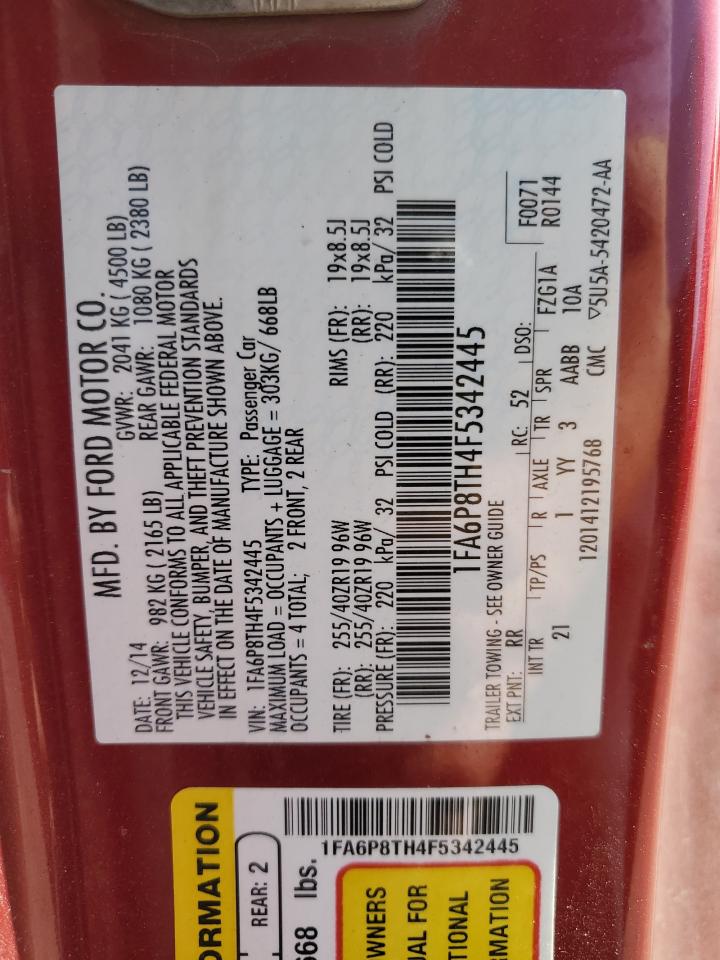 MFD. BY FORD MOTOR CO.
DATE: 12/14 GVWR: 2041 KG ( 4500 LB)
FRONT GAWR: 982 KG ( 2165 LB) REAR GAWR: 1080 KG ( 2380 LB)
THIS VEHICLE CONFORMS TO ALL APPLICABLE FEDERAL MOTOR
VEHICLE SAFETY, BUMPER, AND THEFT PREVENTION STANDARDS
IN EFFECT ON THE DATE OF MANUFACTURE SHOWN ABOVE.
VIN: 1FA6P8TH4F5342445 TYPE: Passenger Car
MAXIMUM LOAD = OCCUPANTS + LUGGAGE = 303KG/ 668LB
OCCUPANTS = 4 TOTAL; 2 FRONT, 2 REAR
TIRE (FR): 255/40ZR19 96W RIMS (FR): 19x8.5J
(RR): 255/40ZR19 96W (RR): 19x8.5J
PRESSURE (FR): 220 kPa/ 32 PSI COLD (RR): 220 kPa/ 32 PSI COLD
1FA6P8TH4F5342445
TRAILER TOWING - SEE OWNER GUIDE
EXT PNT: RR RC: 52 DSO: F0071
R0144
INT TR TP/PS R AXLE TR SPR FZG1A
21 1 YY 3 AABB 10A
1201412195768 CMC ▽5U5A-5420472-AA
ORMATION
REAR: 2
668 lbs.
1FA6P8TH4F5342445
WNERS
UAL FOR
TIONAL
RMATION